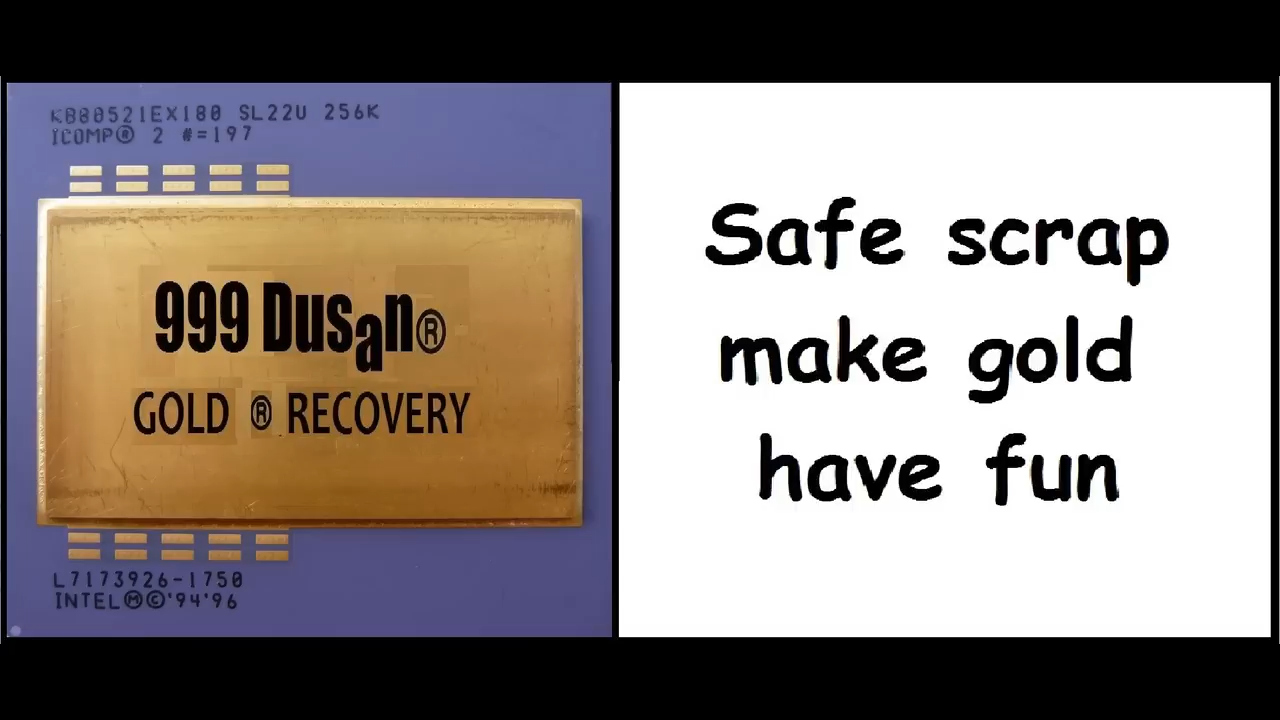 KB80521EX180 SL22U 256K
ICOMP® 2 #=197
999 Dusan®
GOLD ® RECOVERY
L7173926-1750
INTELⓂ©'94'96
Safe scrap
make gold
have fun